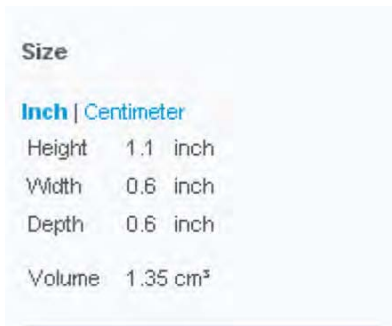 Size
Inch | Centimeter
Height 1.1 inch
Width 0.6 inch
Depth 0.6 inch
Volume 1.35 cm³